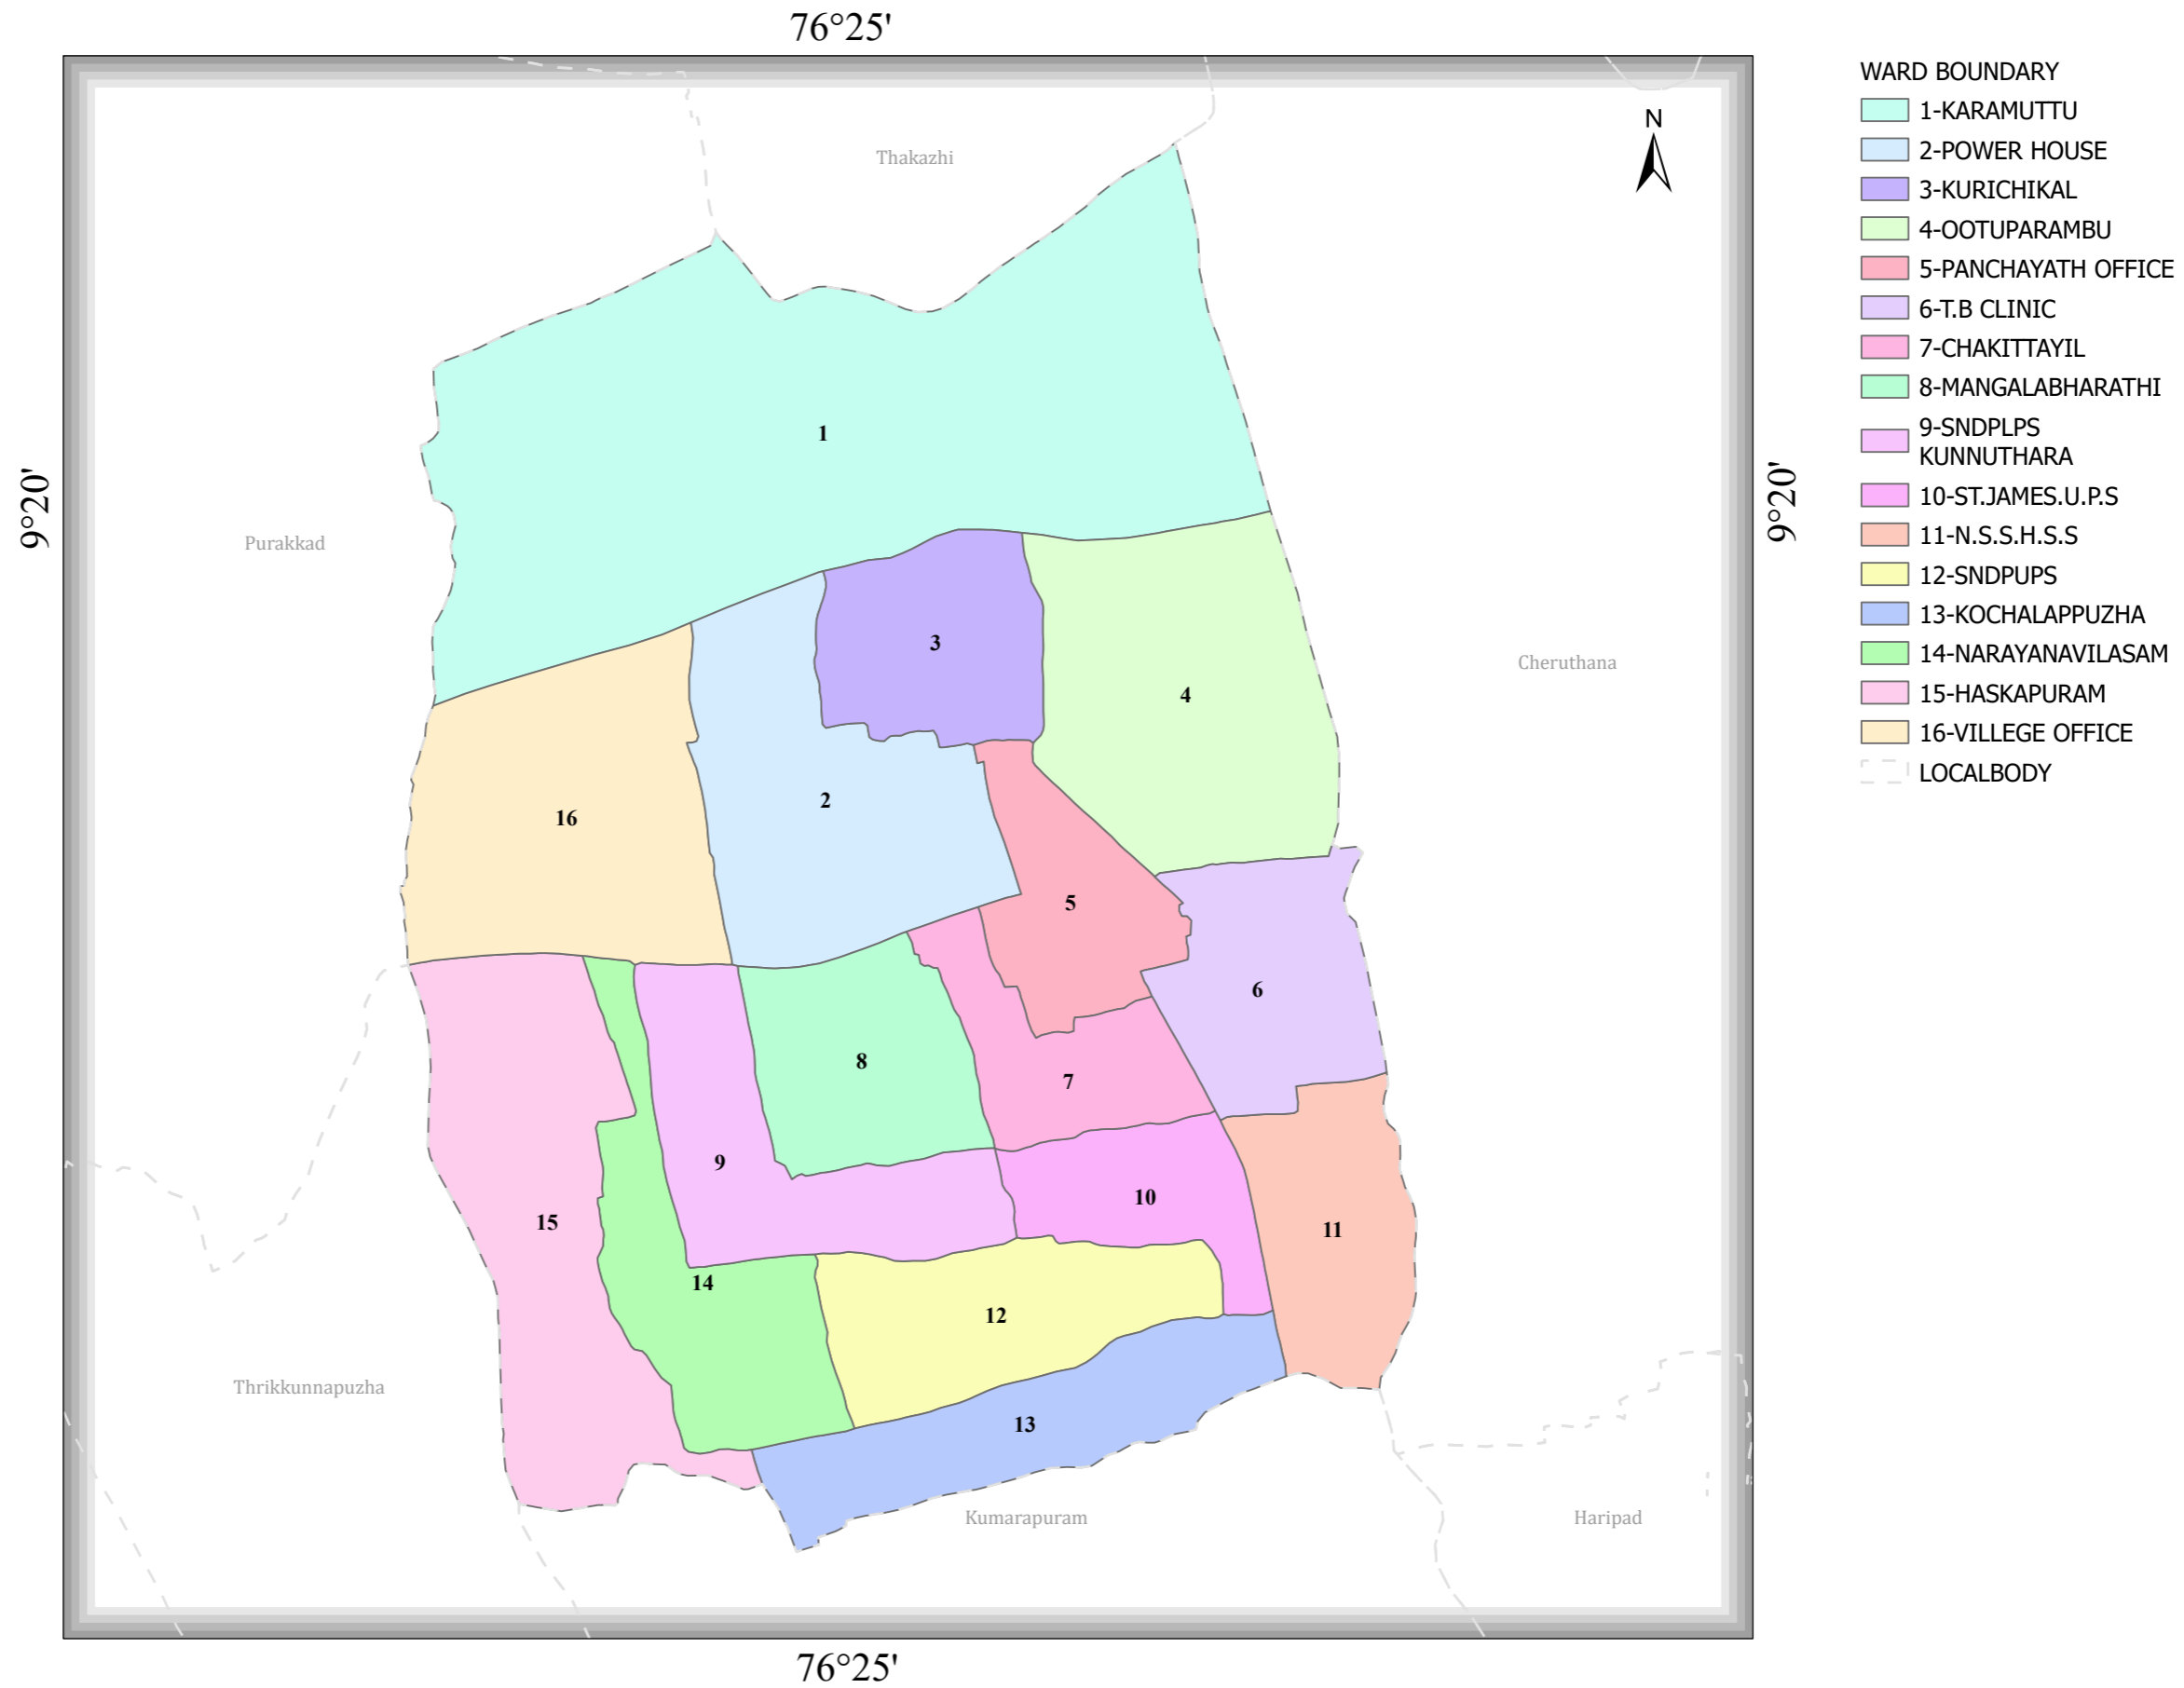 76°25'
WARD BOUNDARY
1-KARAMUTTU
2-POWER HOUSE
3-KURICHIKAL
4-OOTUPARAMBU
5-PANCHAYATH OFFICE
6-T.B CLINIC
7-CHAKITTAYIL
8-MANGALABHARATHI
9-SNDPLPS
KUNNUTHARA
10-ST.JAMES.U.P.S
11-N.S.S.H.S.S
12-SNDPUPS
13-KOCHALAPPUZHA
14-NARAYANAVILASAM
15-HASKAPURAM
16-VILLEGE OFFICE
LOCALBODY
N
Thakazhi
1
9°20'
9°20'
Purakkad
3
Cheruthana
4
2
16
5
6
8
7
9
10
15
11
14
12
Thrikkunnapuzha
13
Kumarapuram
Haripad
76°25'